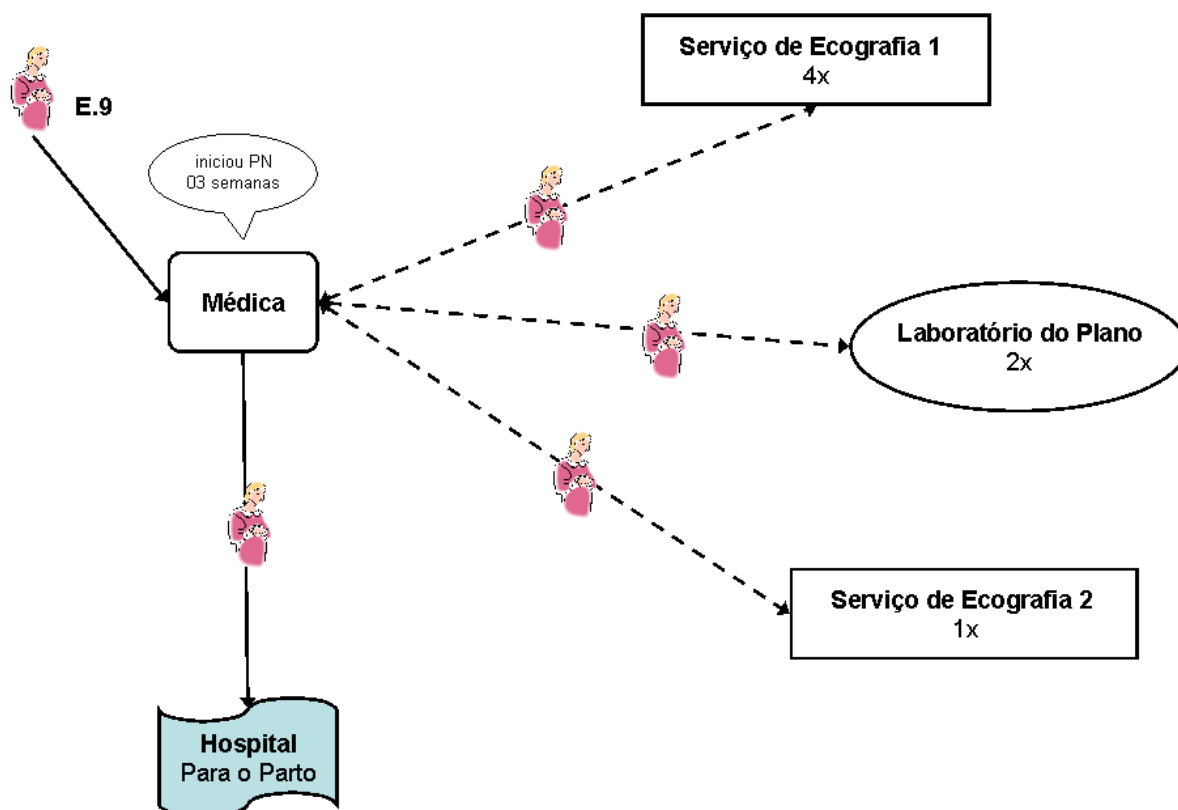 Serviço de Ecografia 1
4x
E.9
iniciou PN
03 semanas
Médica
Laboratório do Plano
2x
Serviço de Ecografia 2
1x
Hospital
Para o Parto